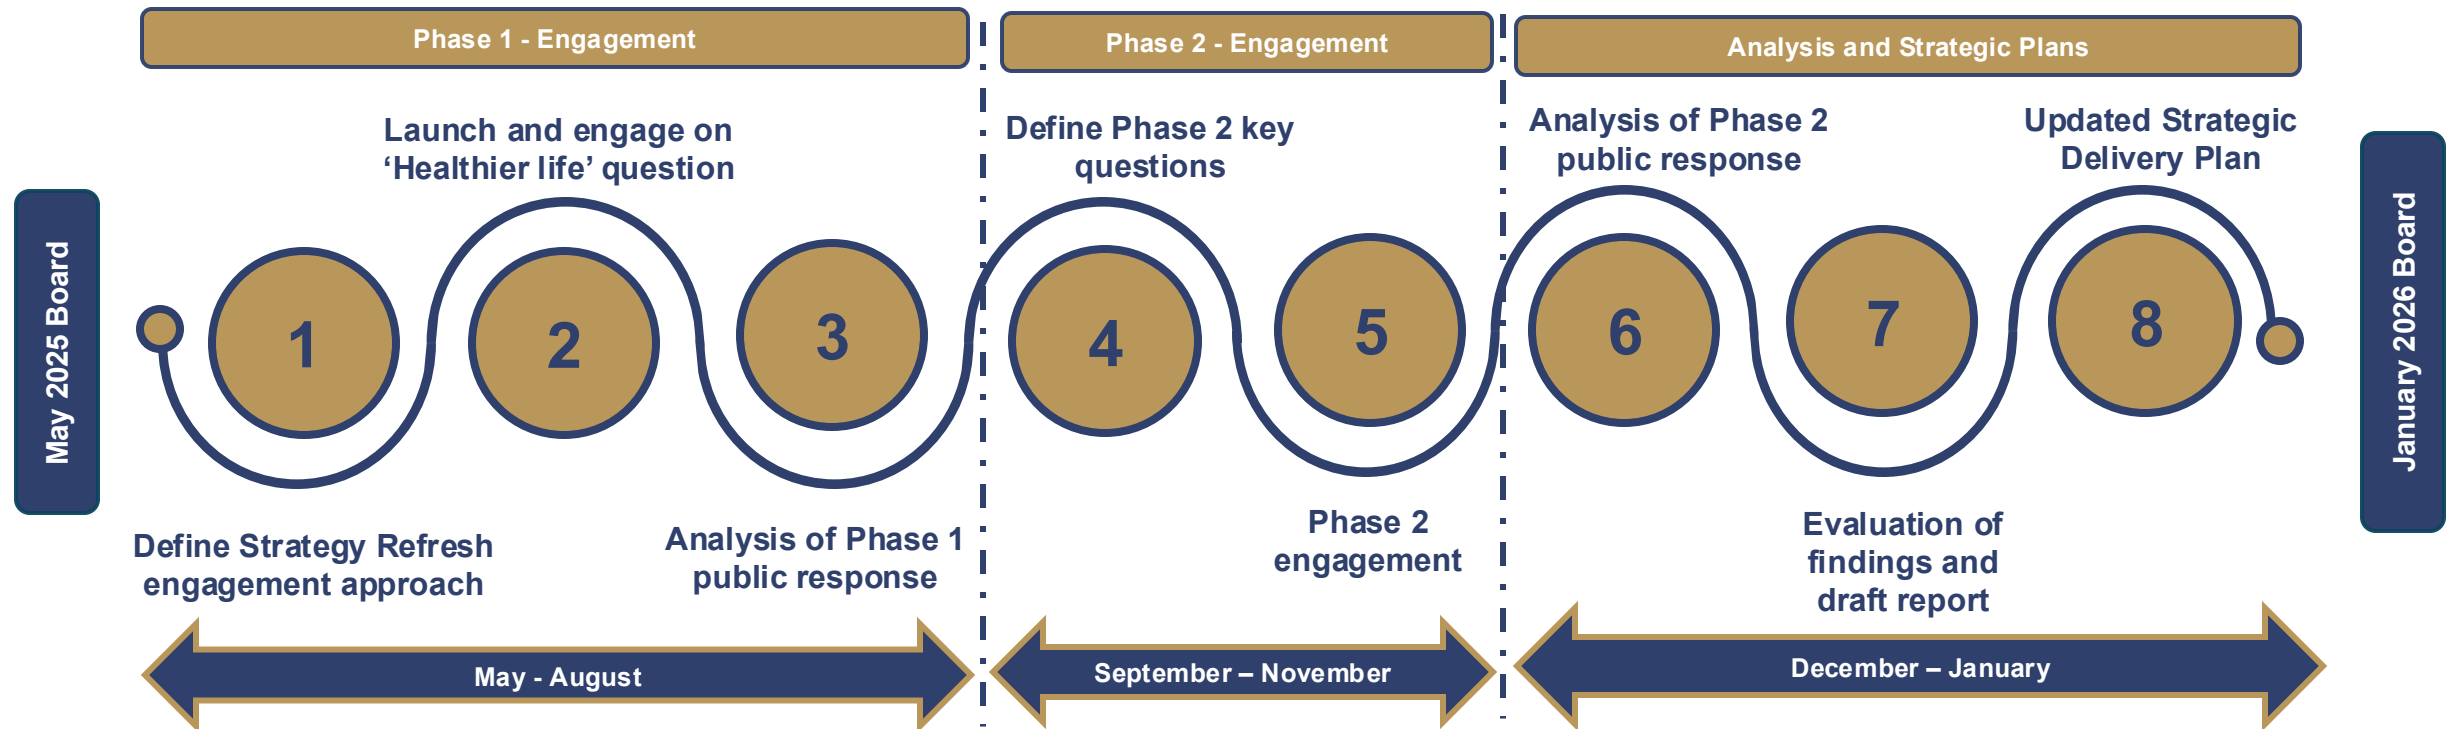 Phase 1 - Engagement
Phase 2 - Engagement
Analysis and Strategic Plans
May 2025 Board
Launch and engage on
‘Healthier life’ question
Define Phase 2 key
questions
Analysis of Phase 2
public response
Updated Strategic
Delivery Plan
January 2026 Board
1
2
3
4
5
6
7
8
Define Strategy Refresh
engagement approach
Analysis of Phase 1
public response
Phase 2
engagement
Evaluation of
findings and
draft report
May - August
September – November
December – January